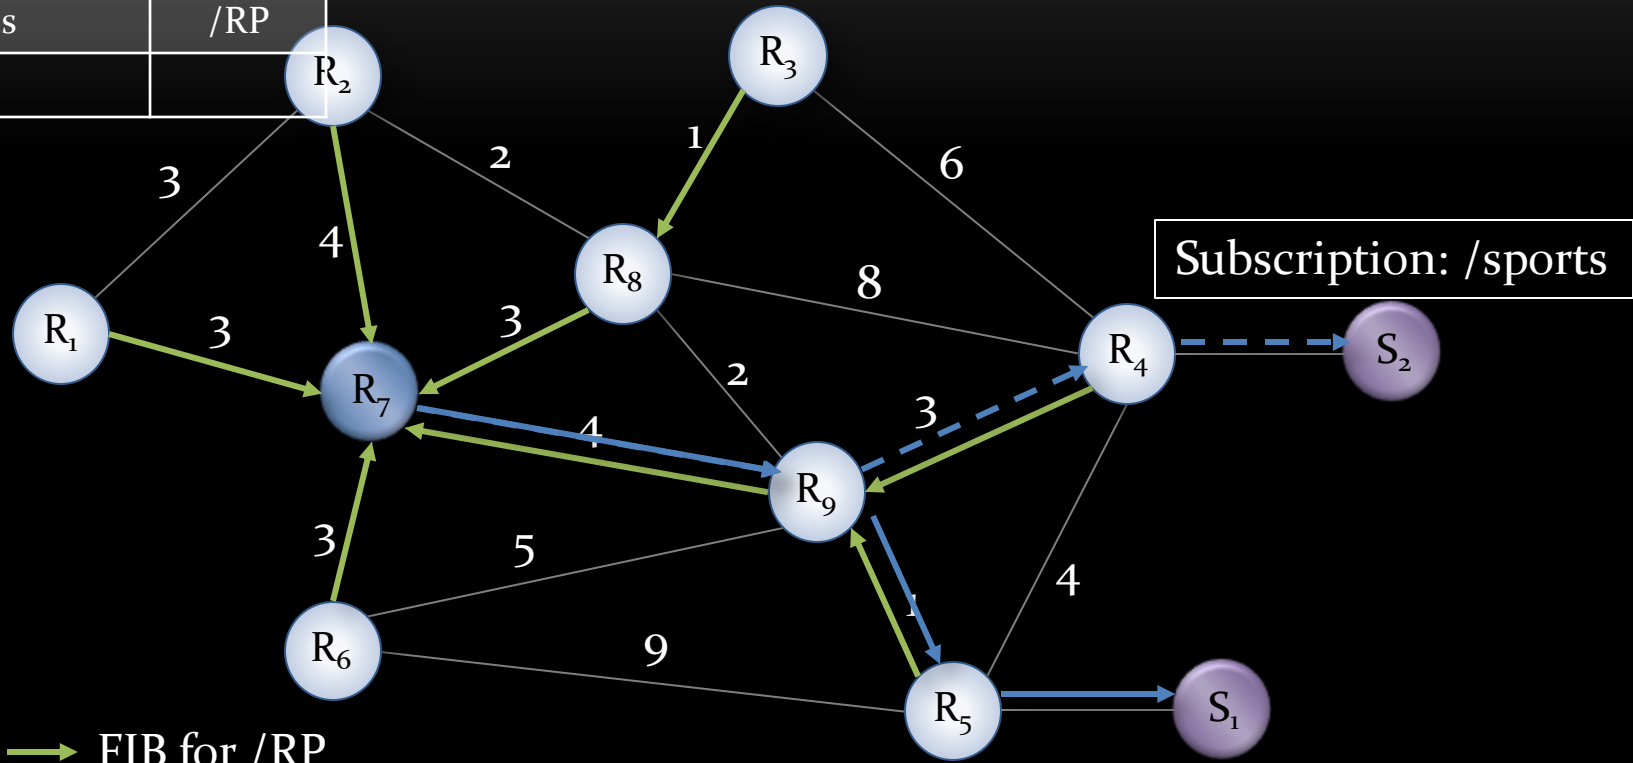 s /RP
R₂
R₃
1
2
6
3
4
Subscription: /sports
R₈
8
R₁
3
3
R₄
S₂
R₇
2
3
4
R₉
3
5
1
4
R₆
9
R₅
S₁
FIB for /RP